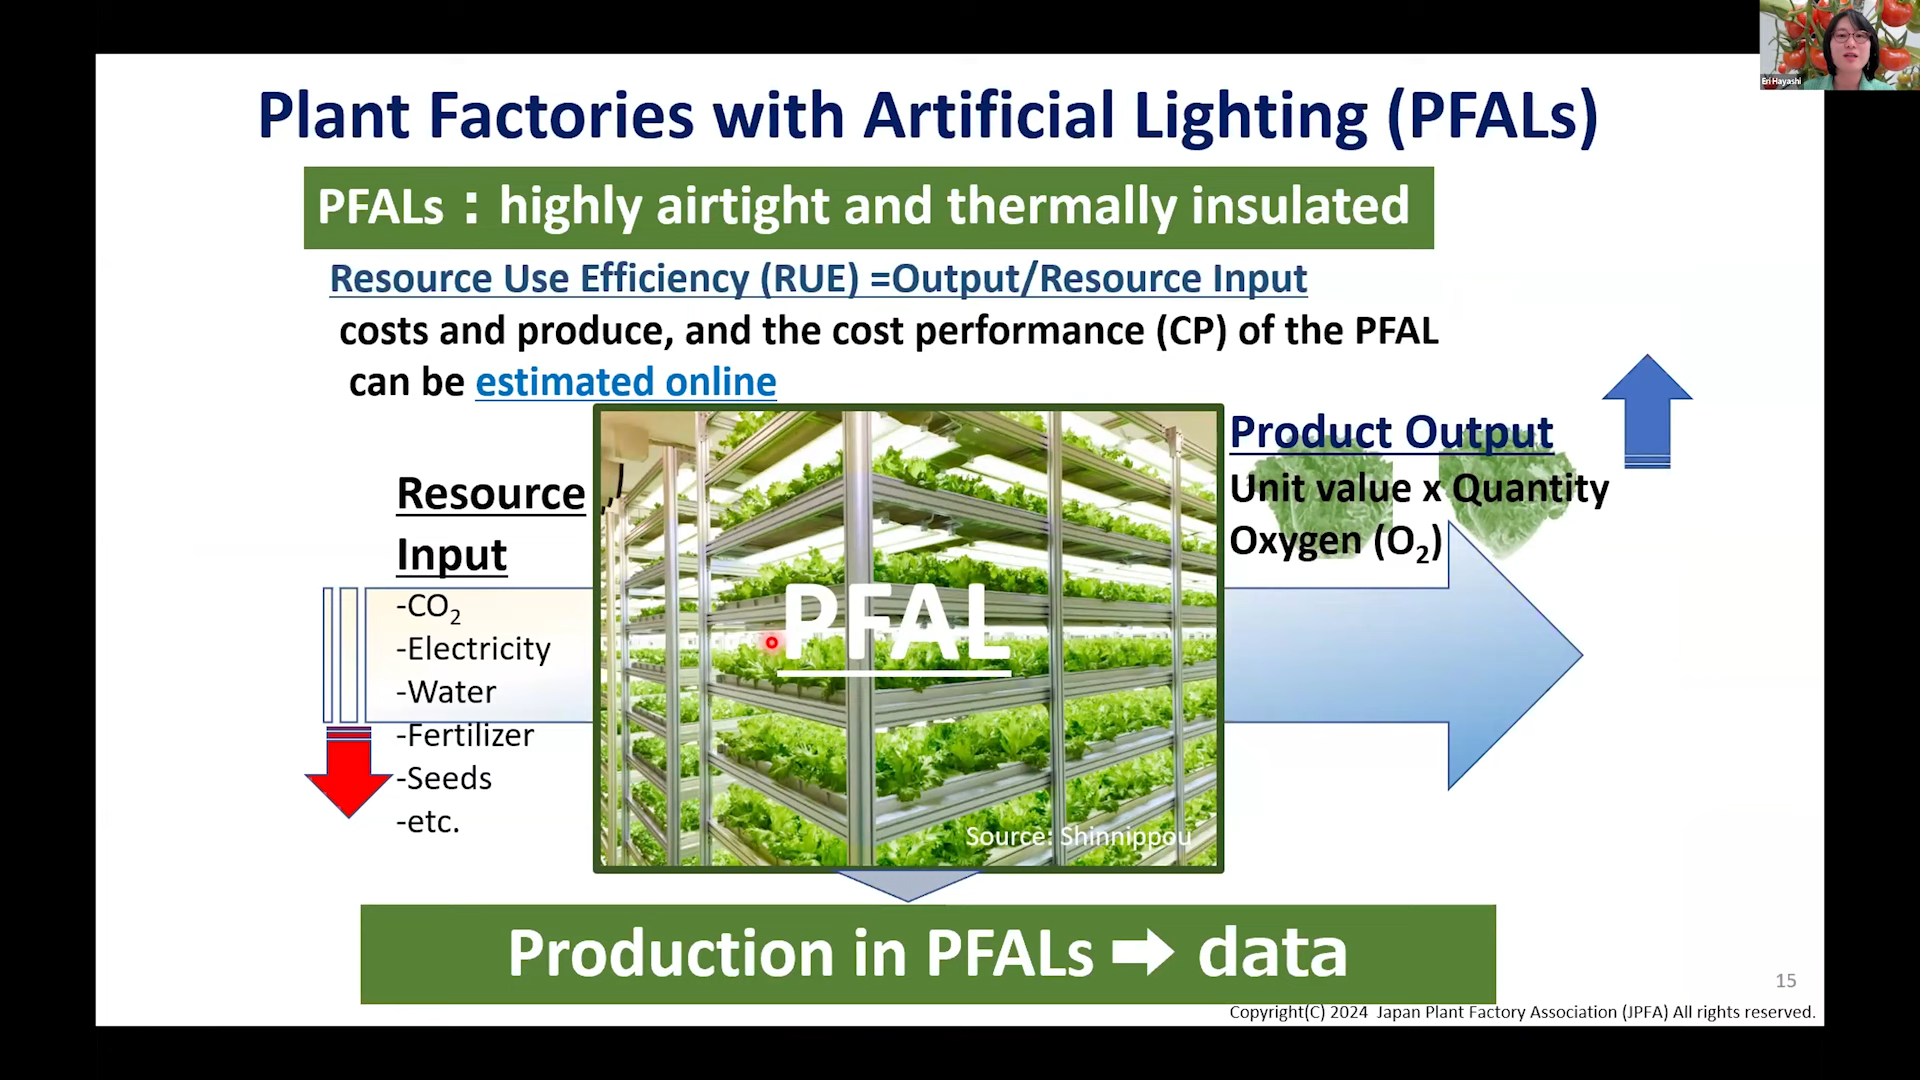 Plant Factories with Artificial Lighting (PFALs)
PFALs：highly airtight and thermally insulated
Resource Use Efficiency (RUE) =Output/Resource Input
costs and produce, and the cost performance (CP) of the PFAL
can be estimated online
Resource
Input
-CO₂
-Electricity
-Water
-Fertilizer
-Seeds
-etc.
PFAL
Source: Shinnippou
Product Output
Unit value x Quantity
Oxygen (O₂)
Production in PFALs ➡ data
15
Copyright(C) 2024 Japan Plant Factory Association (JPFA) All rights reserved.
Eri Hayashi